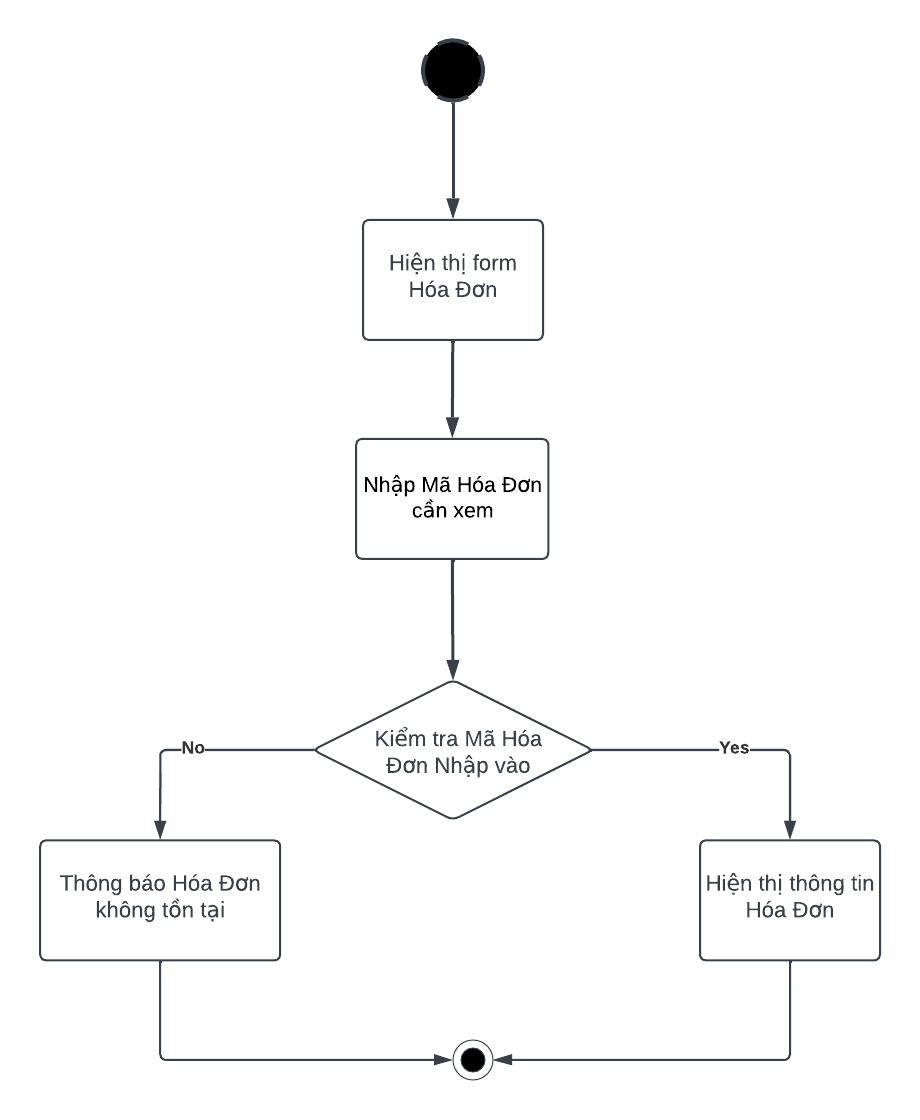 Hiện thị form
Hóa Đơn
Nhập Mã Hóa Đơn
cần xem
Kiểm tra Mã Hóa
Đơn Nhập vào
No
Yes
Thông báo Hóa Đơn
không tồn tại
Hiện thị thông tin
Hóa Đơn